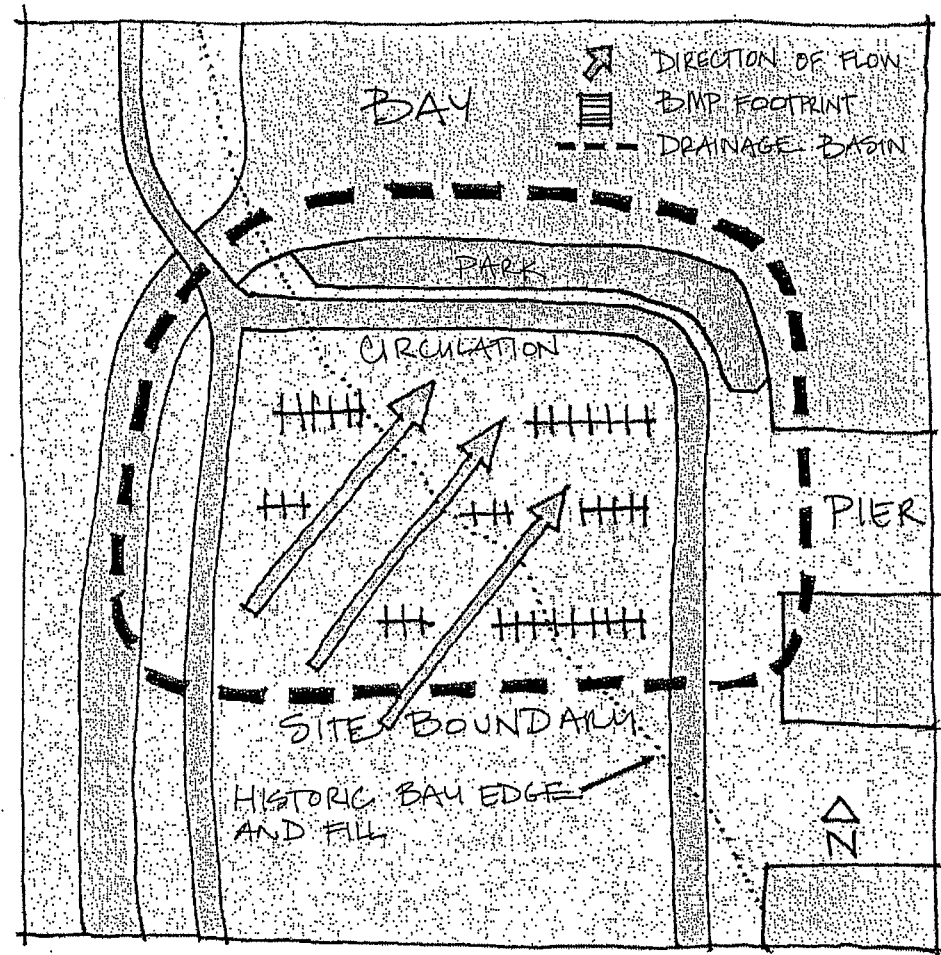 DIRECTION OF FLOW
BAY
BMP FOOTPRINT
DRAINAGE BASIN
PARK
CIRCULATION
PIER
SITE BOUNDARY
HISTORIC BAY EDGE
AND FILL
N